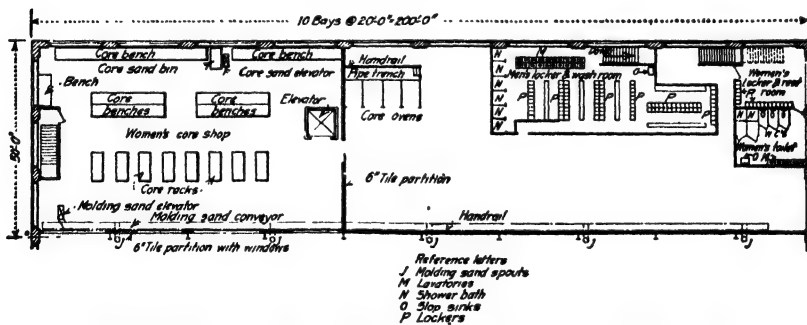 10 Bays @ 20'-0"=200'-0"
50'-0"
Core bench
Core bench
Core sand bin
Core sand elevator
Bench
Core benches
Core benches
Elevator
Women's core shop
Core racks
Molding sand elevator
Molding sand conveyor
6" Tile partition with windows
Handrail
Pipe trench
Core ovens
6" Tile partition
Handrail
M
Down
O
N
N
N
Men's locker & wash room
P
P
P
P
P
P
N
N
N
Women's
Locker & rest
P room
N N O O O
W C's
Women's toilet
O M
J
J
J
J
J
Reference letters
J Molding sand spouts
M Lavatories
N Shower bath
O Slop sinks
P Lockers